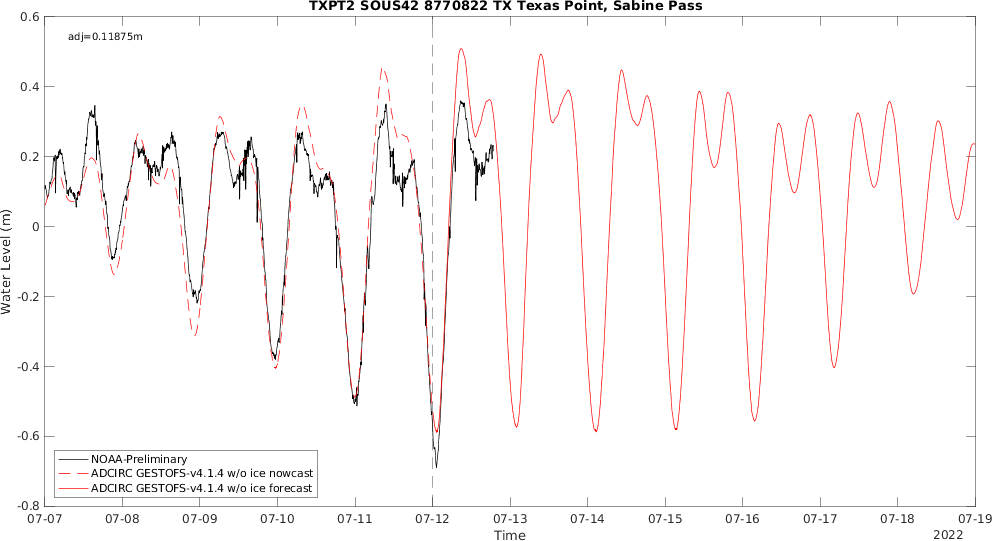 TXPT2 SOUS42 8770822 TX Texas Point, Sabine Pass
adj=0.11875m
Water Level (m)
0.6
0.4
0.2
0
-0.2
-0.4
-0.6
-0.8
NOAA-Preliminary
ADCIRC GESTOFS-v4.1.4 w/o ice nowcast
ADCIRC GESTOFS-v4.1.4 w/o ice forecast
07-07 07-08 07-09 07-10 07-11 07-12 07-13 07-14 07-15 07-16 07-17 07-18 07-19
Time
2022